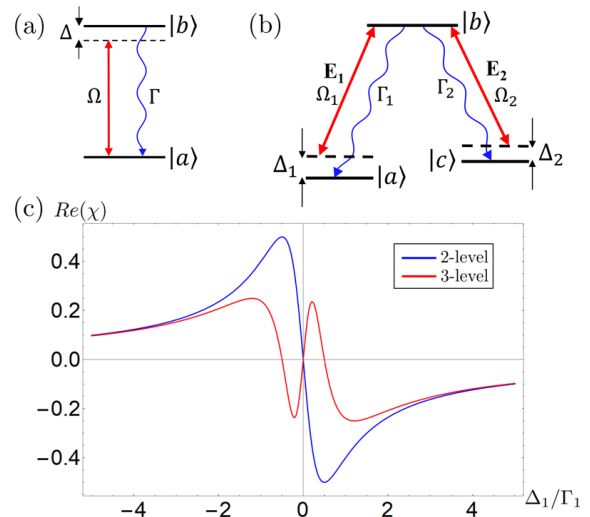 (a)
Δ
|b⟩
Ω
Γ
|a⟩
(b)
|b⟩
E₁
Ω₁
Γ₁
Γ₂
E₂
Ω₂
Δ₁
|a⟩
|c⟩
Δ₂
(c)
Re(χ)
0.4
0.2
0.0
-0.2
-0.4
2-level
3-level
-4
-2
0
2
4
Δ₁/Γ₁